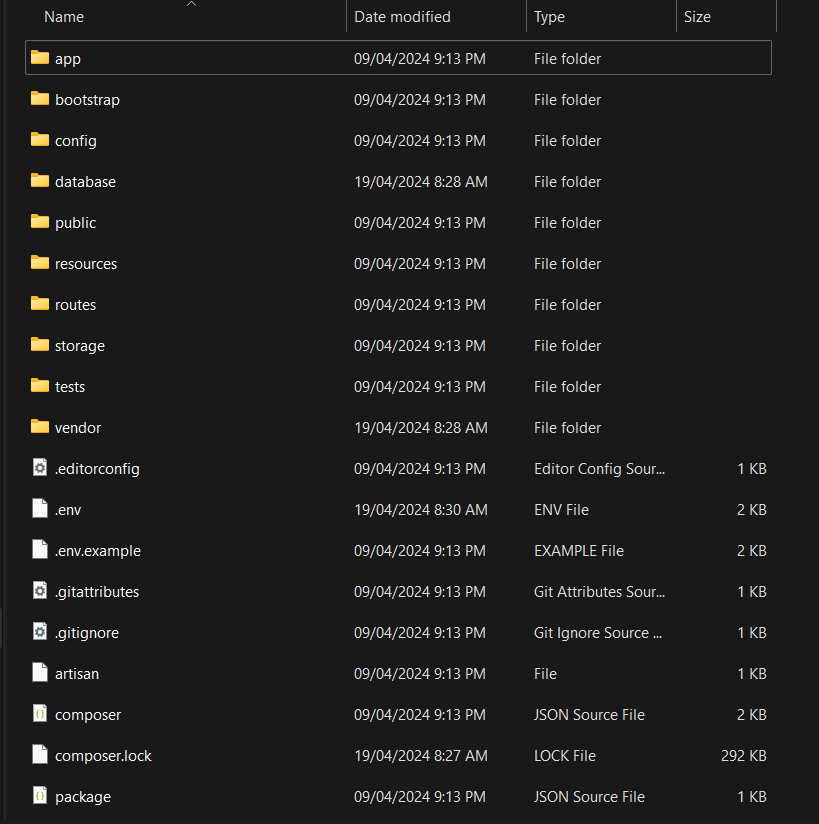 Name Date modified Type Size
app 09/04/2024 9:13 PM File folder
bootstrap 09/04/2024 9:13 PM File folder
config 09/04/2024 9:13 PM File folder
database 19/04/2024 8:28 AM File folder
public 09/04/2024 9:13 PM File folder
resources 09/04/2024 9:13 PM File folder
routes 09/04/2024 9:13 PM File folder
storage 09/04/2024 9:13 PM File folder
tests 09/04/2024 9:13 PM File folder
vendor 19/04/2024 8:28 AM File folder
.editorconfig 09/04/2024 9:13 PM Editor Config Sour... 1 KB
.env 19/04/2024 8:30 AM ENV File 2 KB
.env.example 09/04/2024 9:13 PM EXAMPLE File 2 KB
.gitattributes 09/04/2024 9:13 PM Git Attributes Sour... 1 KB
.gitignore 09/04/2024 9:13 PM Git Ignore Source ... 1 KB
artisan 09/04/2024 9:13 PM File 1 KB
composer 09/04/2024 9:13 PM JSON Source File 2 KB
composer.lock 19/04/2024 8:27 AM LOCK File 292 KB
package 09/04/2024 9:13 PM JSON Source File 1 KB